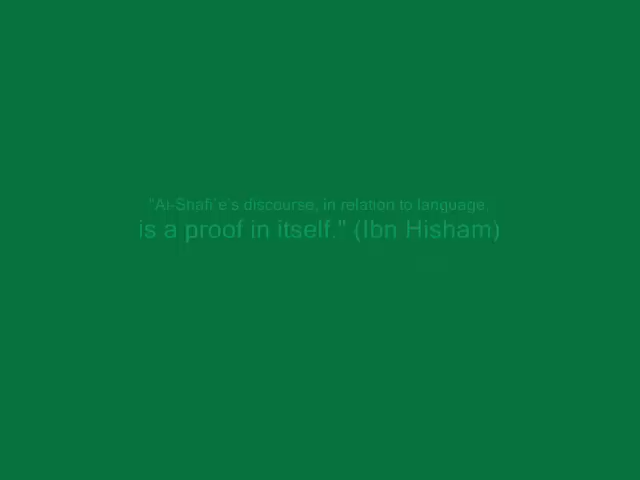 "Al-Shafi`e's discourse, in relation to language,
is a proof in itself." (Ibn Hisham)